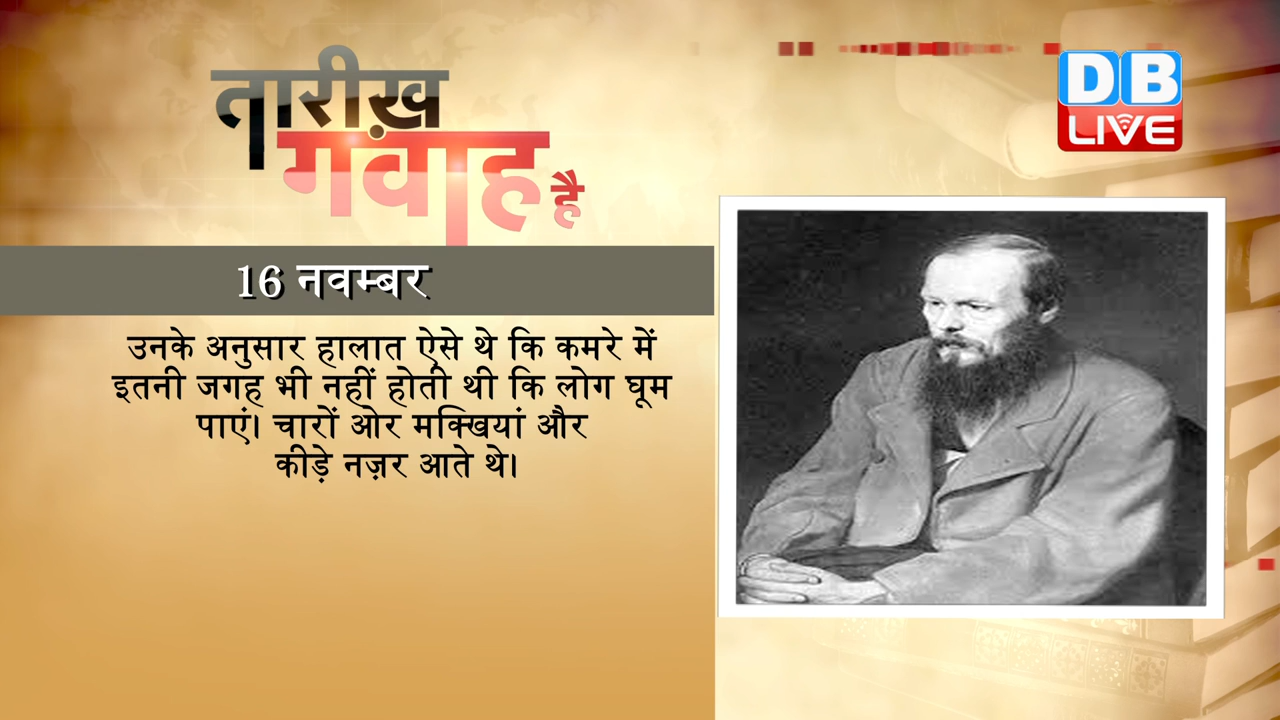 तारीख़
गवाह है
DB
LIVE
16 नवम्बर
उनके अनुसार हालात ऐसे थे कि कमरे में
इतनी जगह भी नहीं होती थी कि लोग घूम
पाएं। चारों ओर मक्खियां और
कीड़े नज़र आते थे।